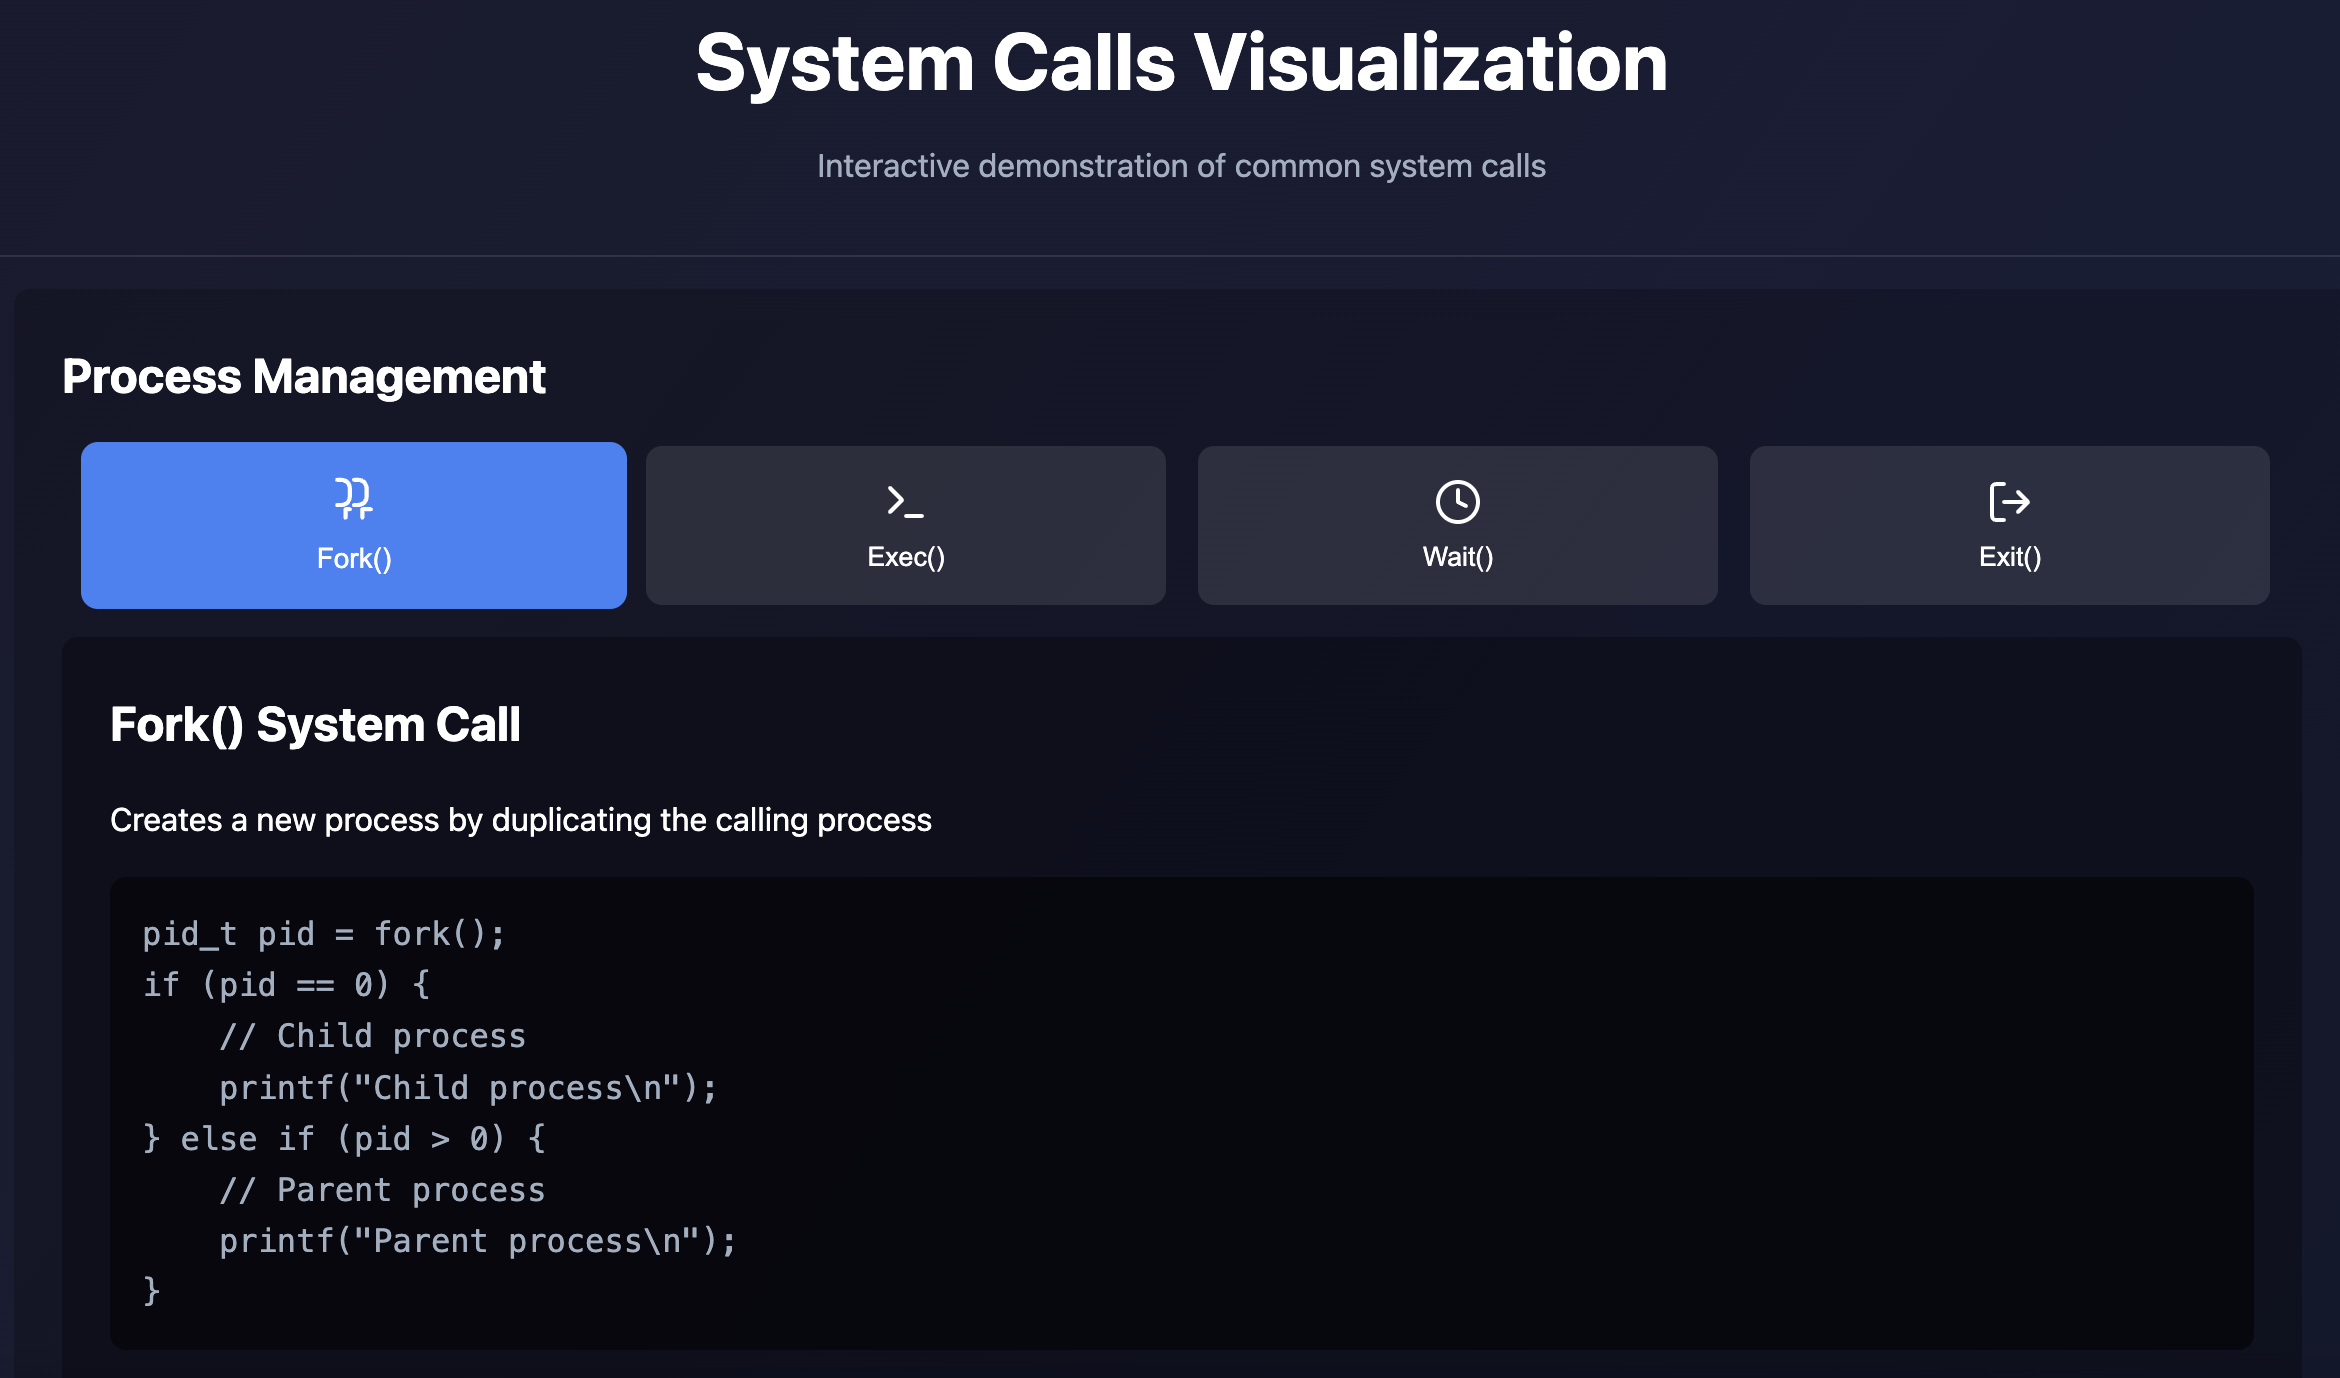 System Calls Visualization
Interactive demonstration of common system calls
Process Management
Fork()
Exec()
Wait()
Exit()
Fork() System Call
Creates a new process by duplicating the calling process
pid_t pid = fork();
if (pid == 0) {
    // Child process
    printf("Child process\n");
} else if (pid > 0) {
    // Parent process
    printf("Parent process\n");
}